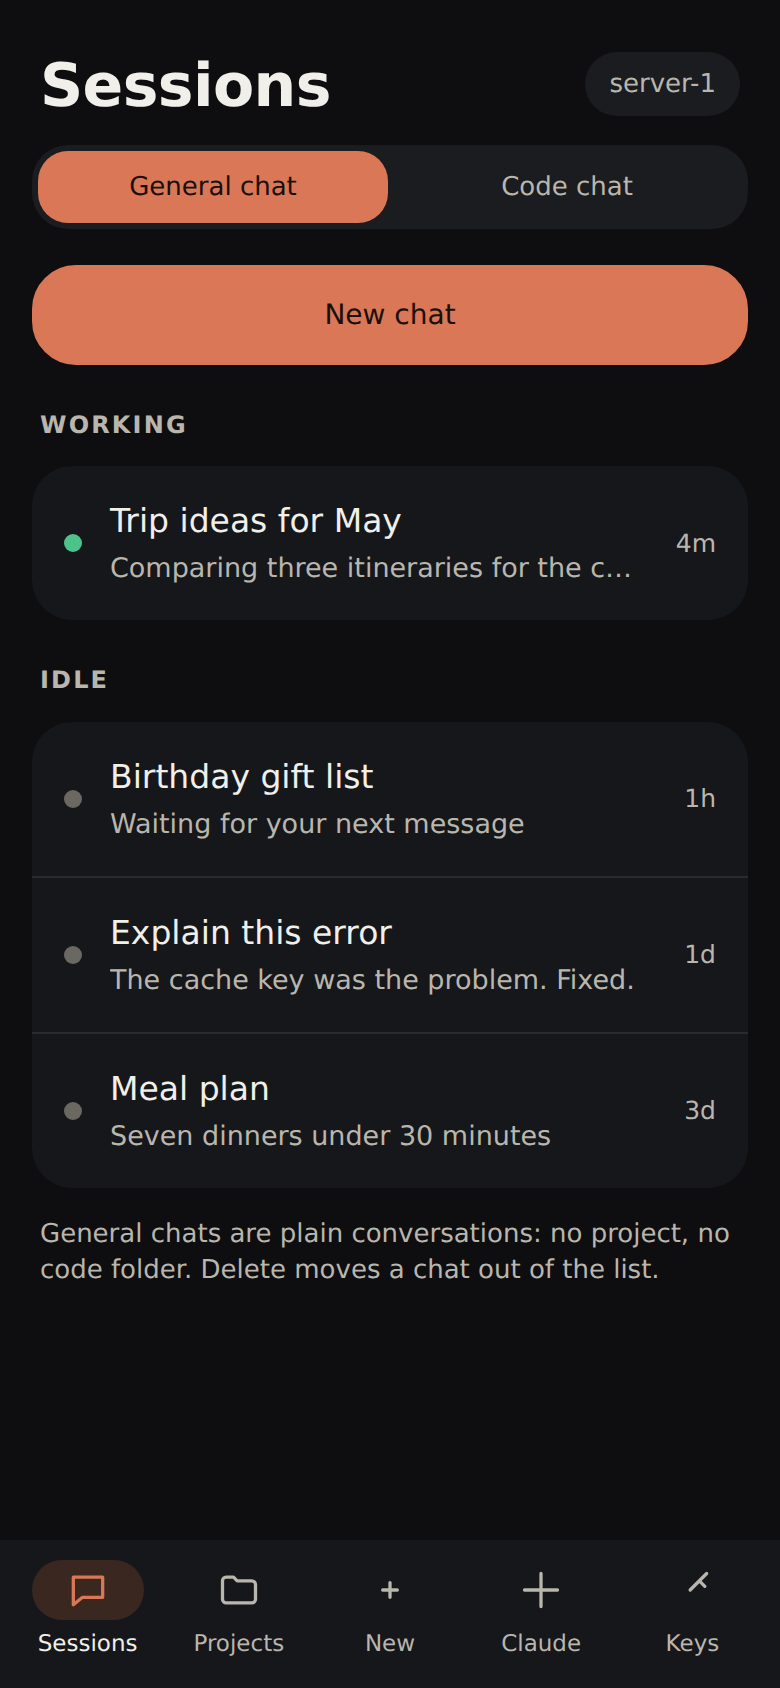 Sessions
server-1
General chat
Code chat
New chat
WORKING
Trip ideas for May
Comparing three itineraries for the c…
4m
IDLE
Birthday gift list
Waiting for your next message
1h
Explain this error
The cache key was the problem. Fixed.
1d
Meal plan
Seven dinners under 30 minutes
3d
General chats are plain conversations: no project, no
code folder. Delete moves a chat out of the list.
Sessions
Projects
New
Claude
Keys